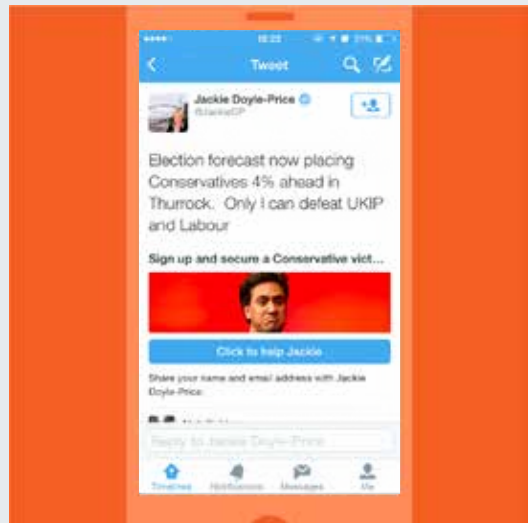 Tweet
Jackie Doyle-Price
@JackieDP
Election forecast now placing
Conservatives 4% ahead in
Thurrock. Only I can defeat UKIP
and Labour
Sign up and secure a Conservative vict...
Click to help Jackie
Share your name and email address with Jackie
Doyle-Price
Reply to Jackie Doyle-Price
Timelines Notifications Messages Me